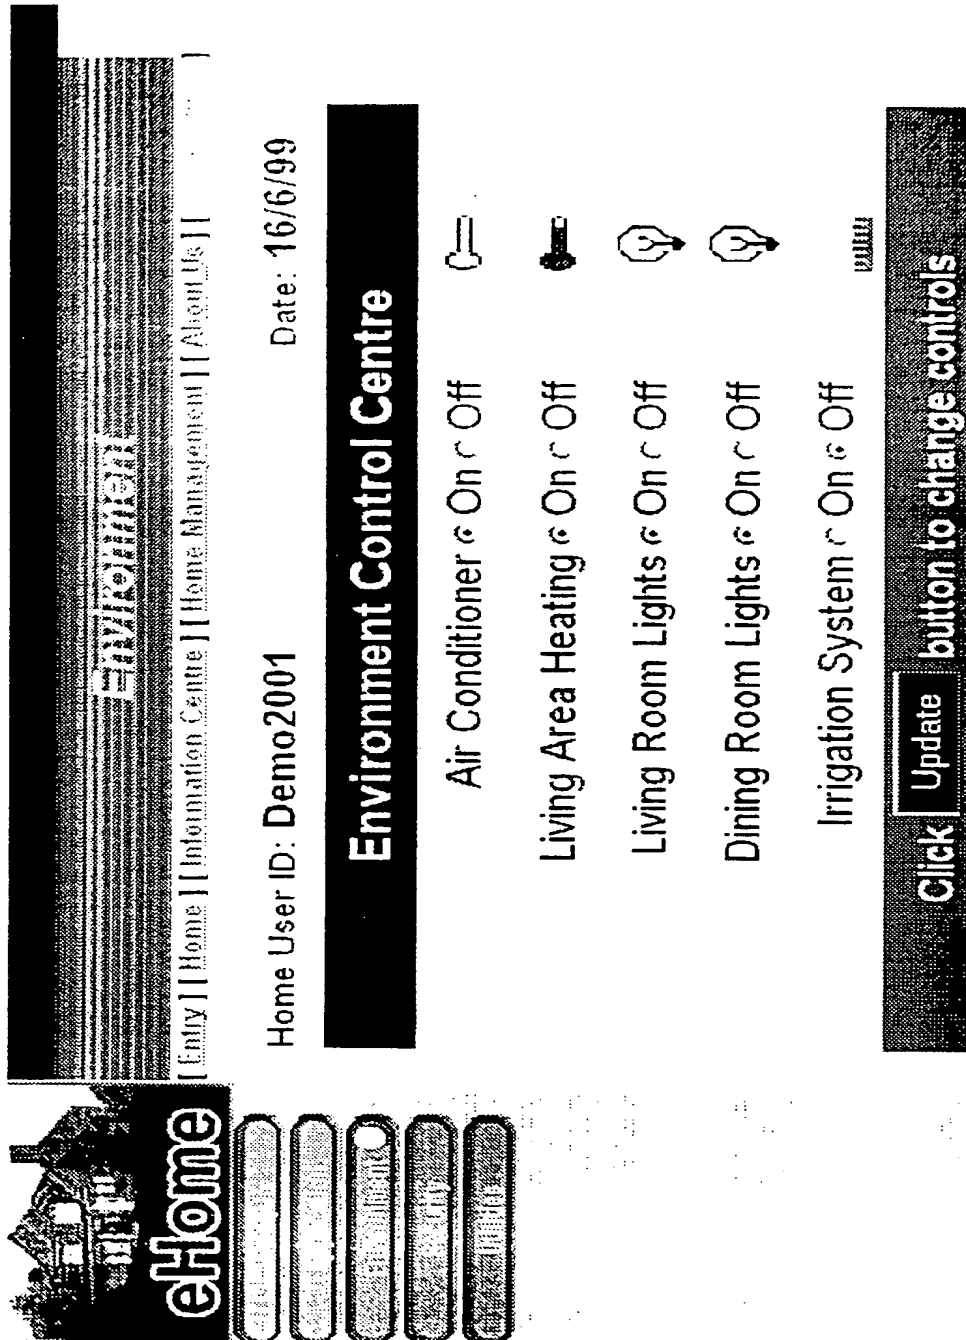 eHome
Environment
[ Entry ] [ Home ] [ Information Centre ] [ Home Management ] [ About Us ] [ ]
Home User ID: Demo2001 Date: 16/6/99
Environment Control Centre
Air Conditioner On Off
Living Area Heating On Off
Living Room Lights On Off
Dining Room Lights On Off
Irrigation System On Off
Click Update button to change controls